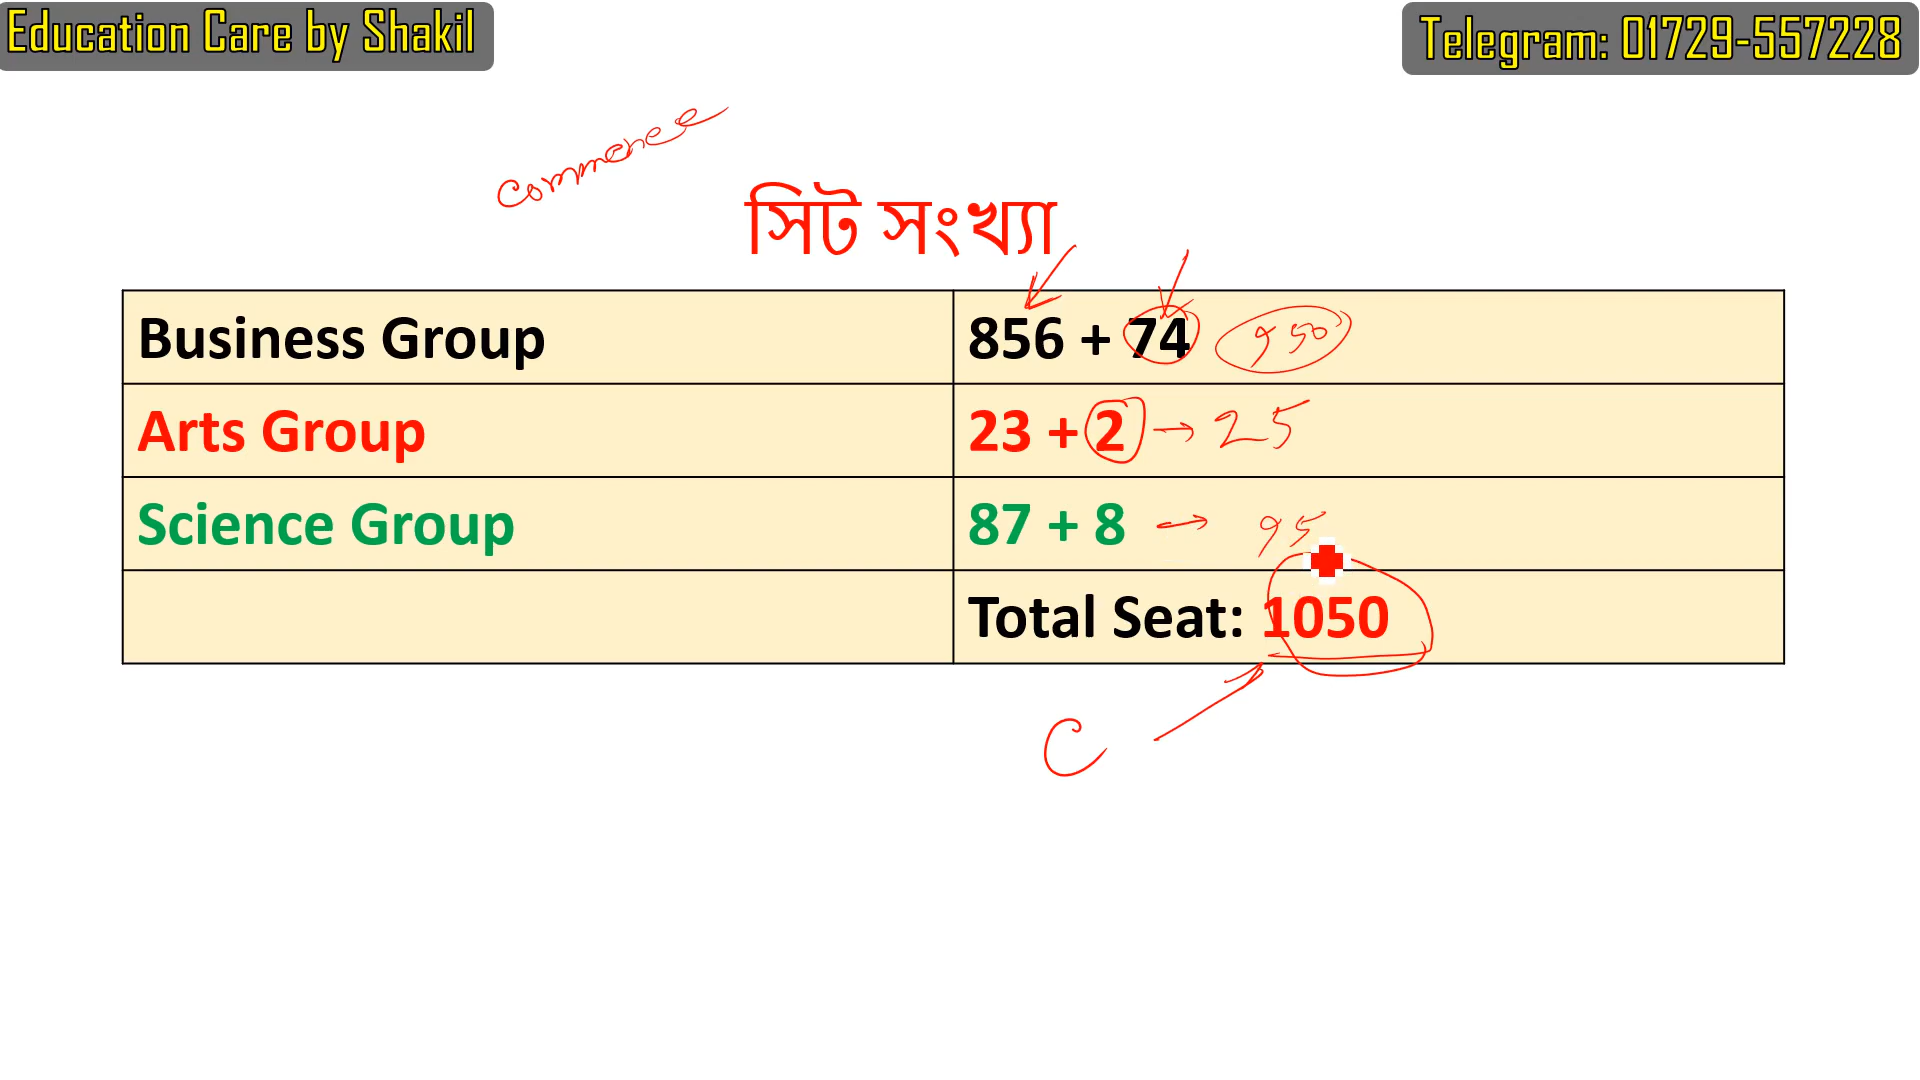 Education Care by Shakil
Telegram: 01729-557228
commerce
সিট সংখ্যা
Business Group 856 + 74 950
Arts Group 23 + 2 → 25
Science Group 87 + 8 → 95
Total Seat: 1050
C